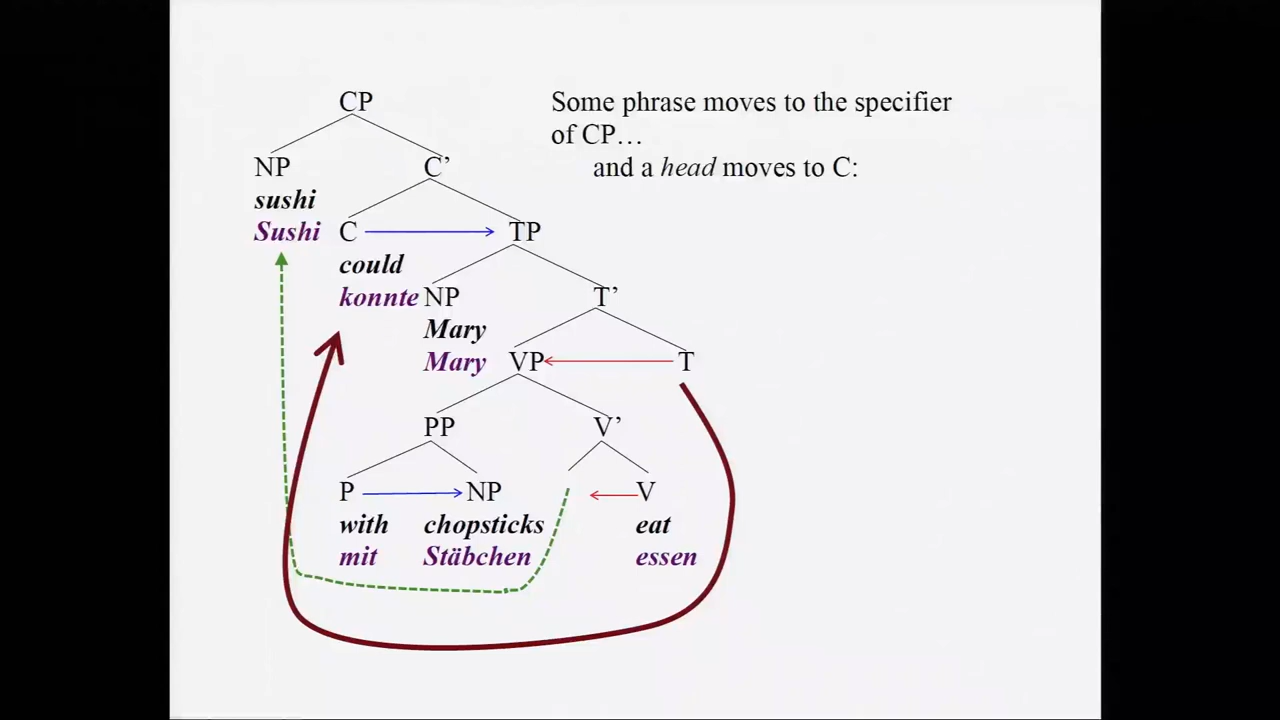 CP
Some phrase moves to the specifier
of CP…
NP
C’
and a head moves to C:
sushi
Sushi
C
TP
could
konnte
NP
T’
Mary
Mary
VP
T
PP
V’
P
NP
V
with
chopsticks
eat
mit
Stäbchen
essen